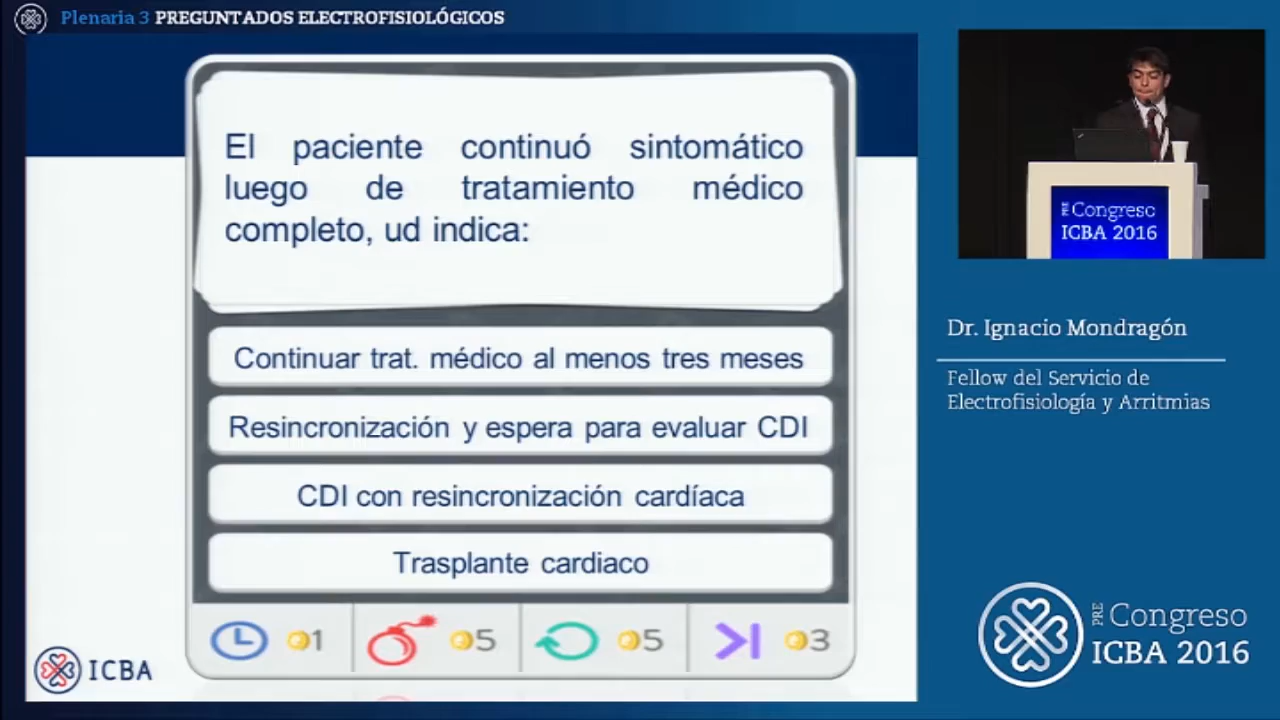 Plenaria 3 PREGUNTADOS ELECTROFISIOLÓGICOS
El paciente continuó sintomático
luego de tratamiento médico
completo, ud indica:
Continuar trat. médico al menos tres meses
Resincronización y espera para evaluar CDI
CDI con resincronización cardíaca
Trasplante cardiaco
1
5
5
3
ICBA
PRE Congreso
ICBA 2016
Dr. Ignacio Mondragón
Fellow del Servicio de
Electrofisiología y Arritmias
PRE Congreso
ICBA 2016